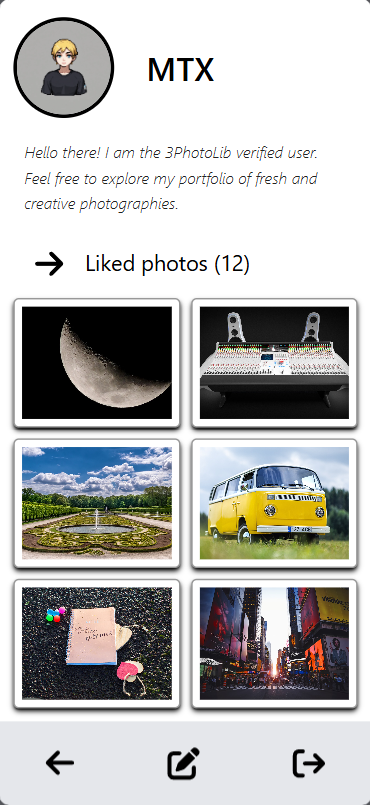 MTX
Hello there! I am the 3PhotoLib verified user.
Feel free to explore my portfolio of fresh and
creative photographies.
Liked photos (12)